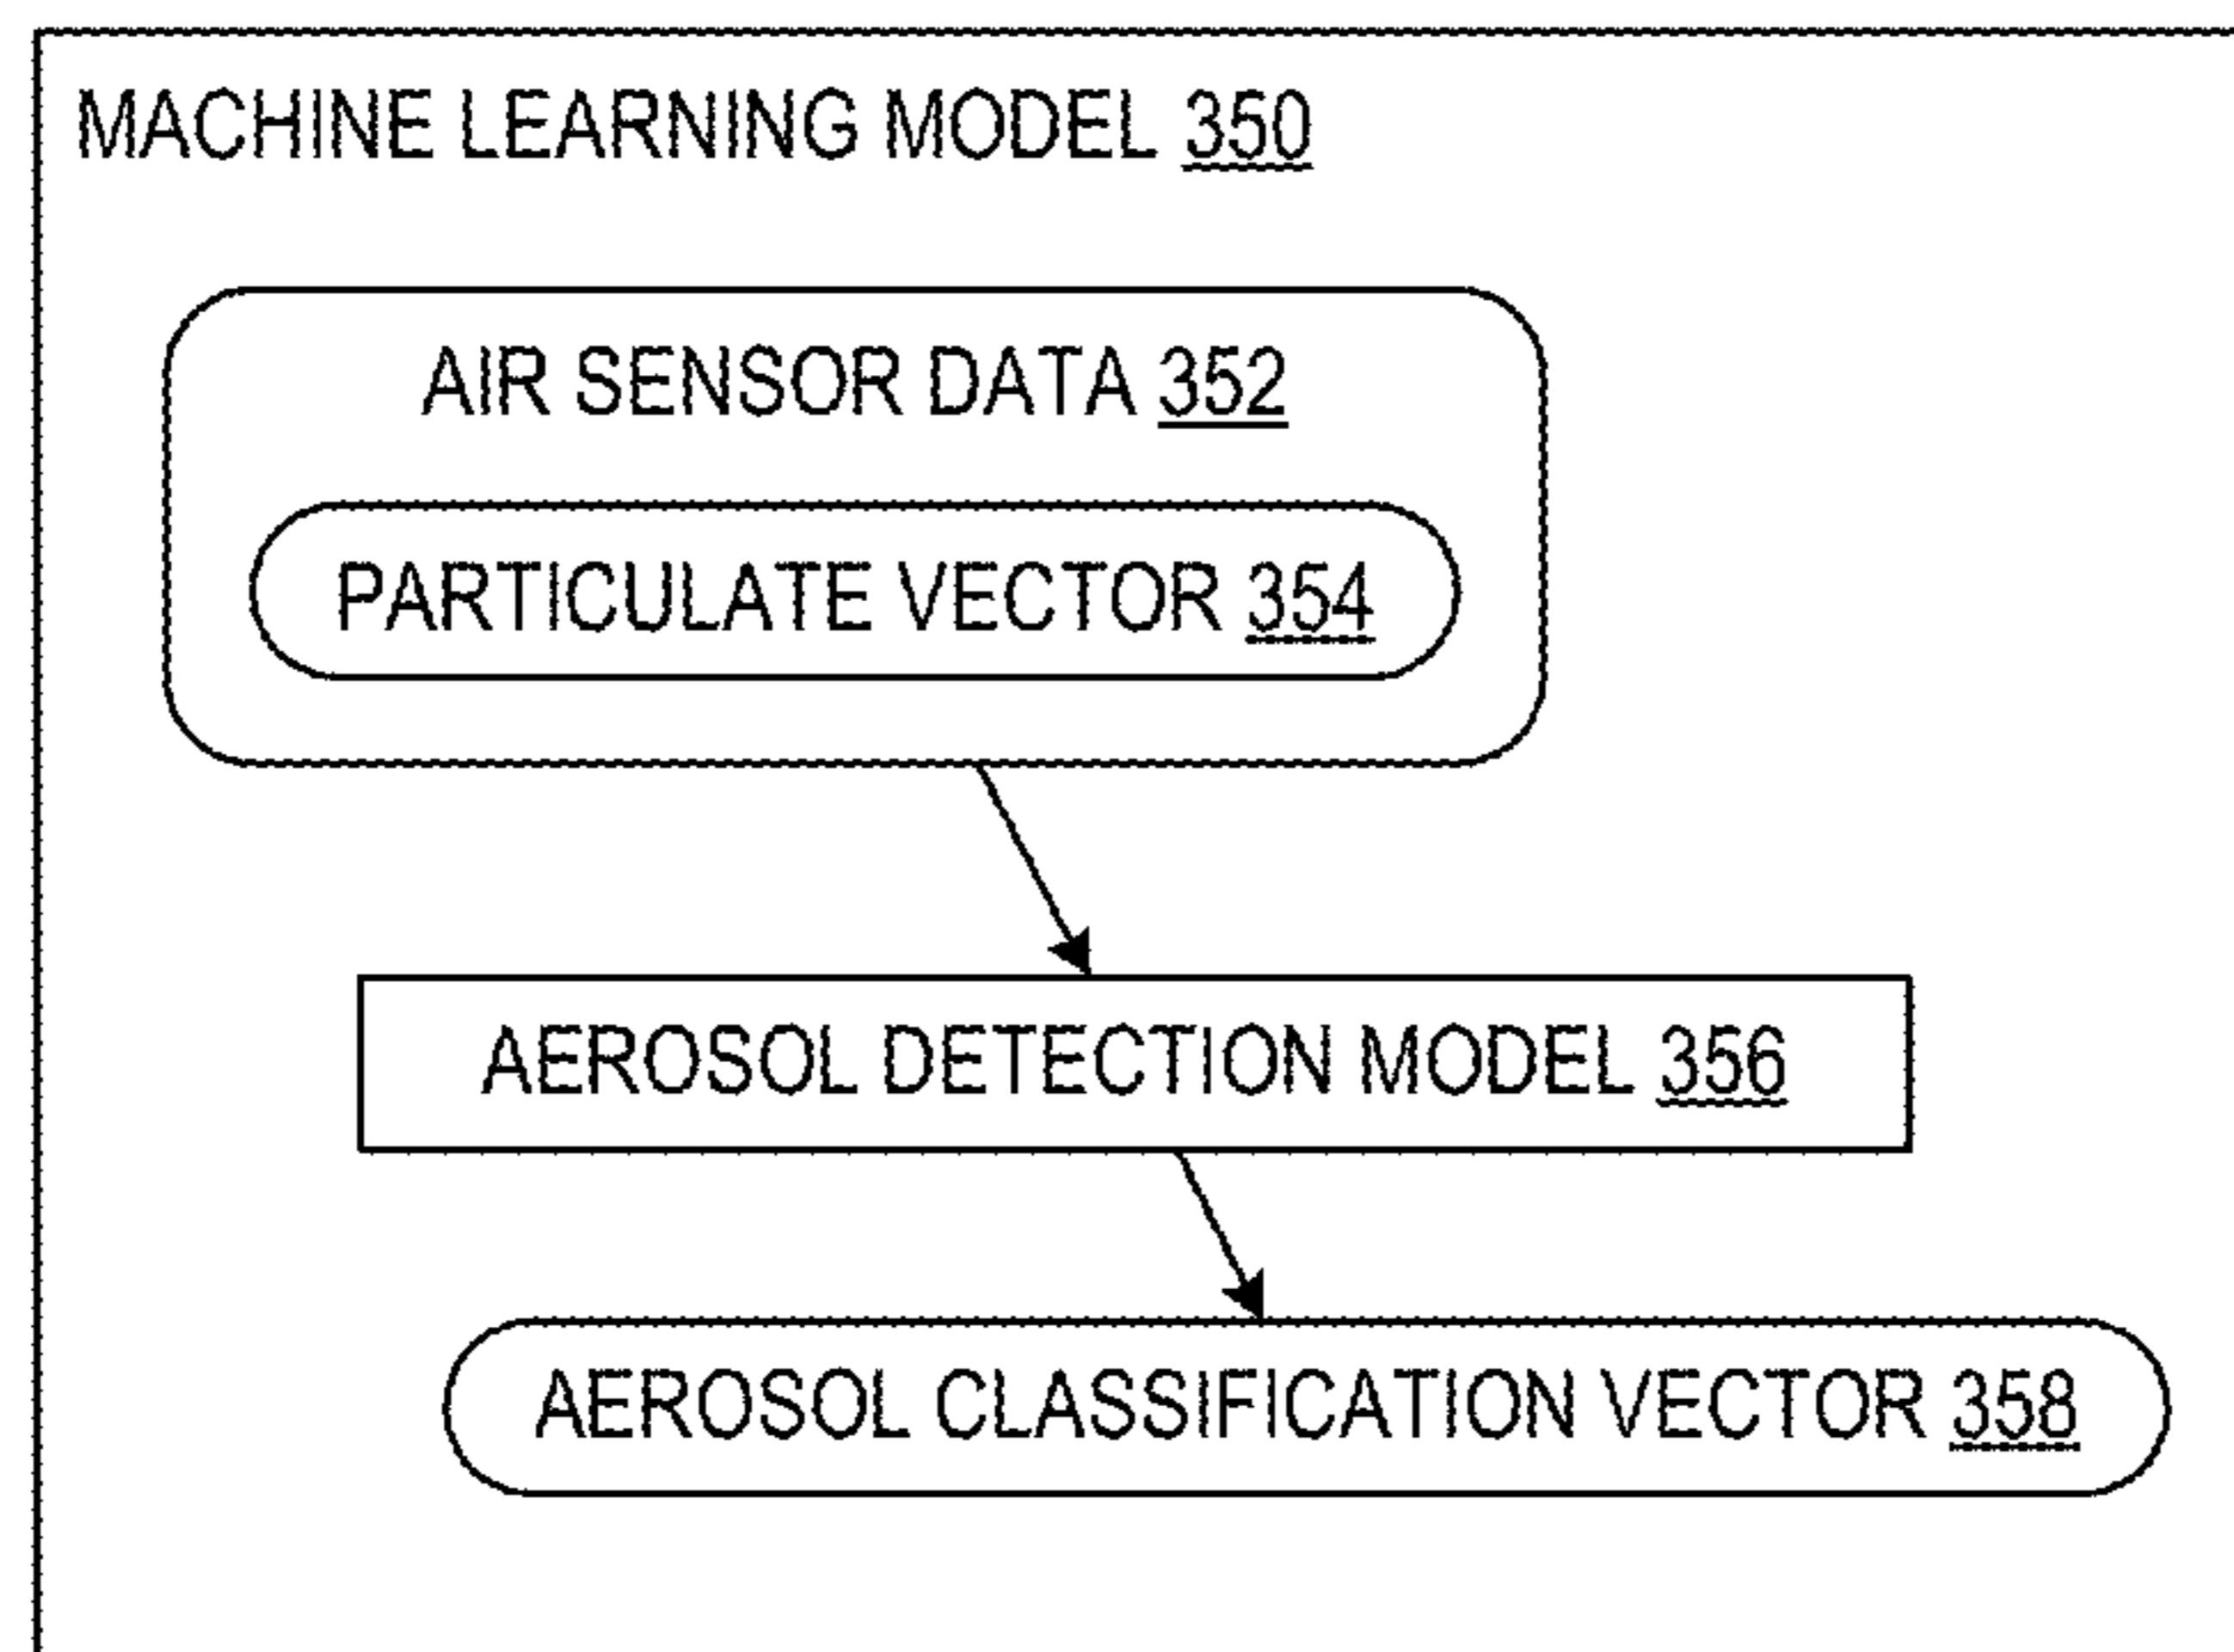 MACHINE LEARNING MODEL 350
AIR SENSOR DATA 352
PARTICULATE VECTOR 354
AEROSOL DETECTION MODEL 356
AEROSOL CLASSIFICATION VECTOR 358